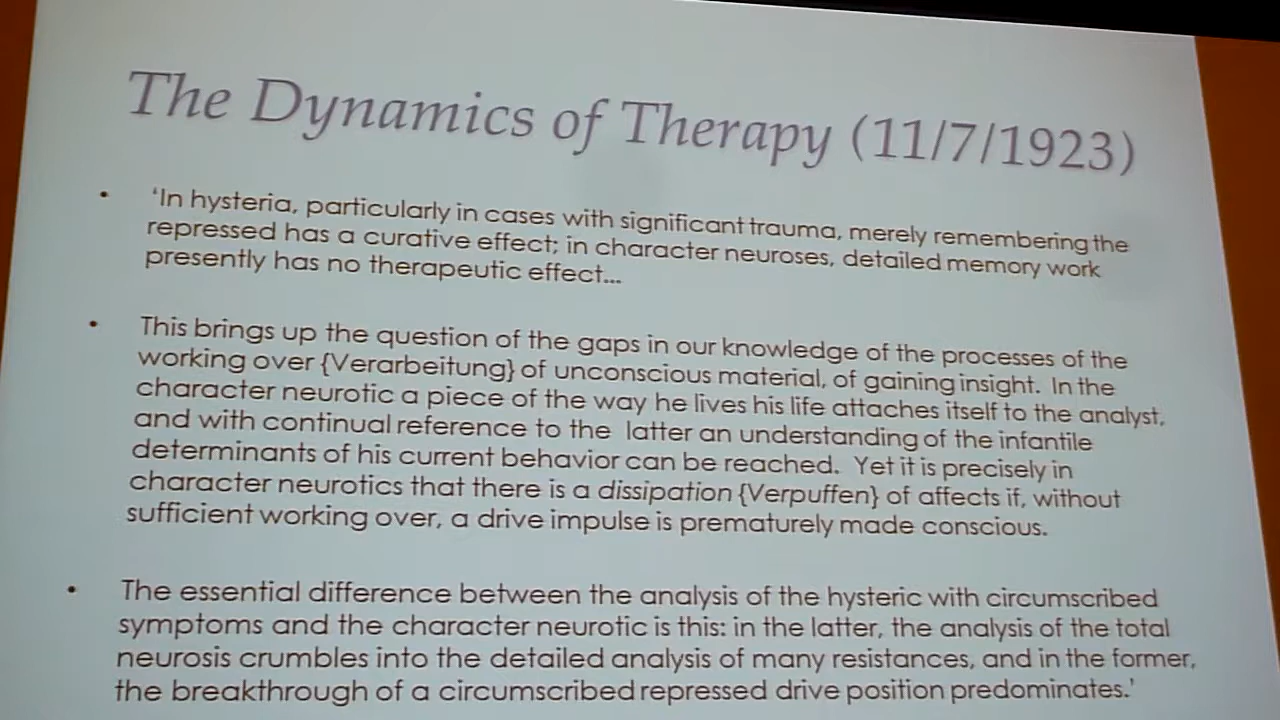 The Dynamics of Therapy (11/7/1923)
• 'In hysteria, particularly in cases with significant trauma, merely remembering the
repressed has a curative effect; in character neuroses, detailed memory work
presently has no therapeutic effect...
• This brings up the question of the gaps in our knowledge of the processes of the
working over {Verarbeitung} of unconscious material, of gaining insight. In the
character neurotic a piece of the way he lives his life attaches itself to the analyst,
and with continual reference to the latter an understanding of the infantile
determinants of his current behavior can be reached. Yet it is precisely in
character neurotics that there is a dissipation {Verpuffen} of affects if, without
sufficient working over, a drive impulse is prematurely made conscious.
• The essential difference between the analysis of the hysteric with circumscribed
symptoms and the character neurotic is this: in the latter, the analysis of the total
neurosis crumbles into the detailed analysis of many resistances, and in the former,
the breakthrough of a circumscribed repressed drive position predominates.'